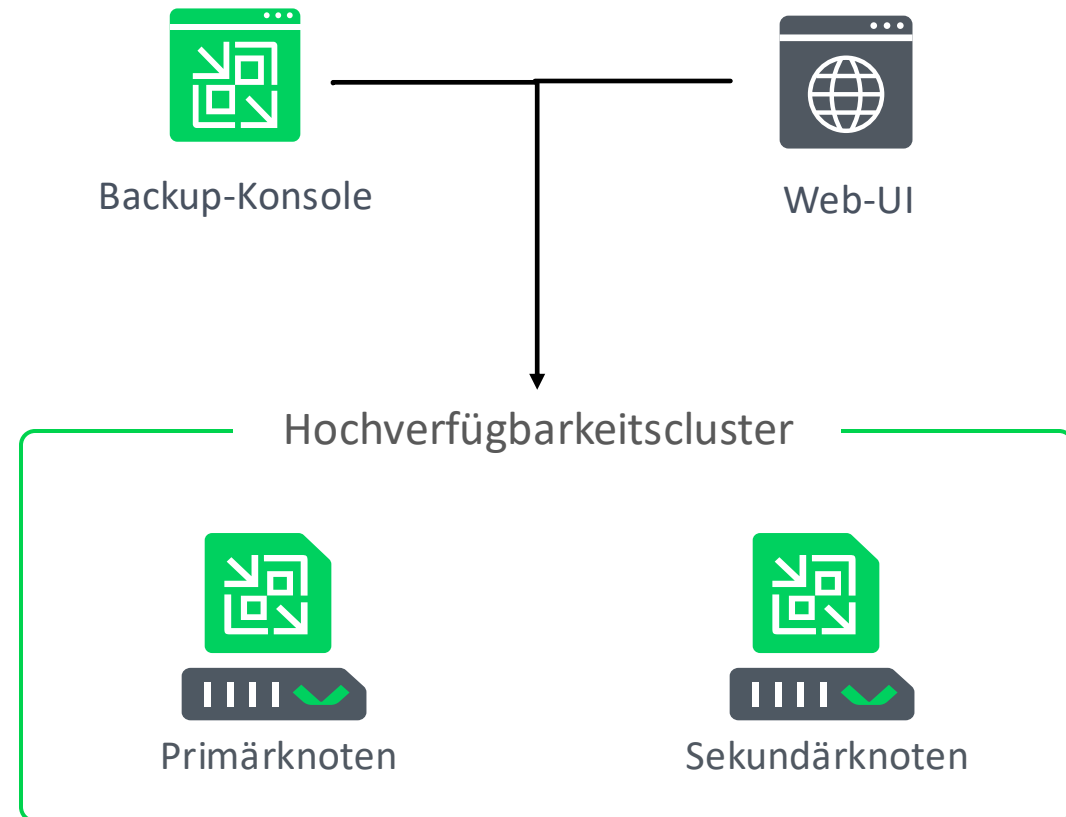 Backup-Konsole
Web-UI
Hochverfügbarkeitscluster
Primärknoten
Sekundärknoten